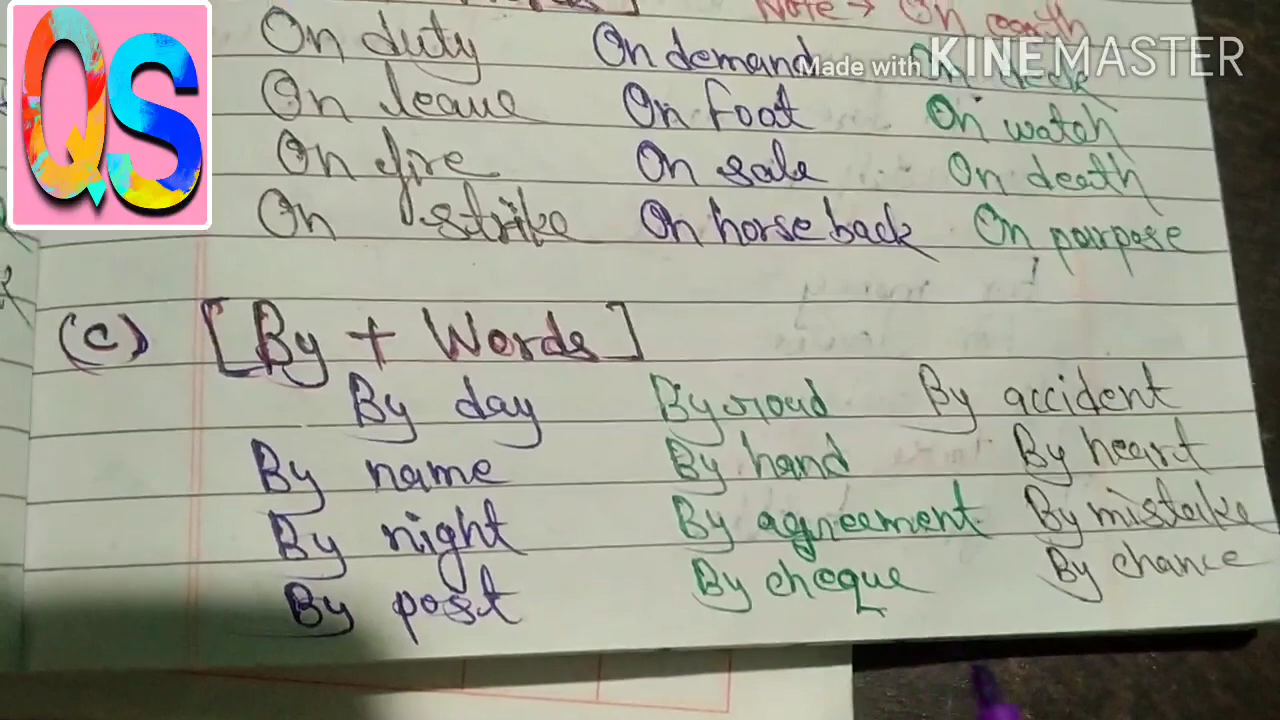 QS
Note → On earth
Made with KINEMASTER
On duty On demand
On leave On foot On watch
On fire On sale On death
On strike On horse back On parpose
(C) [By + Words]
By day By road By accident
By name By hand By heart
By night By agreement By mistake
By post By cheque By chance